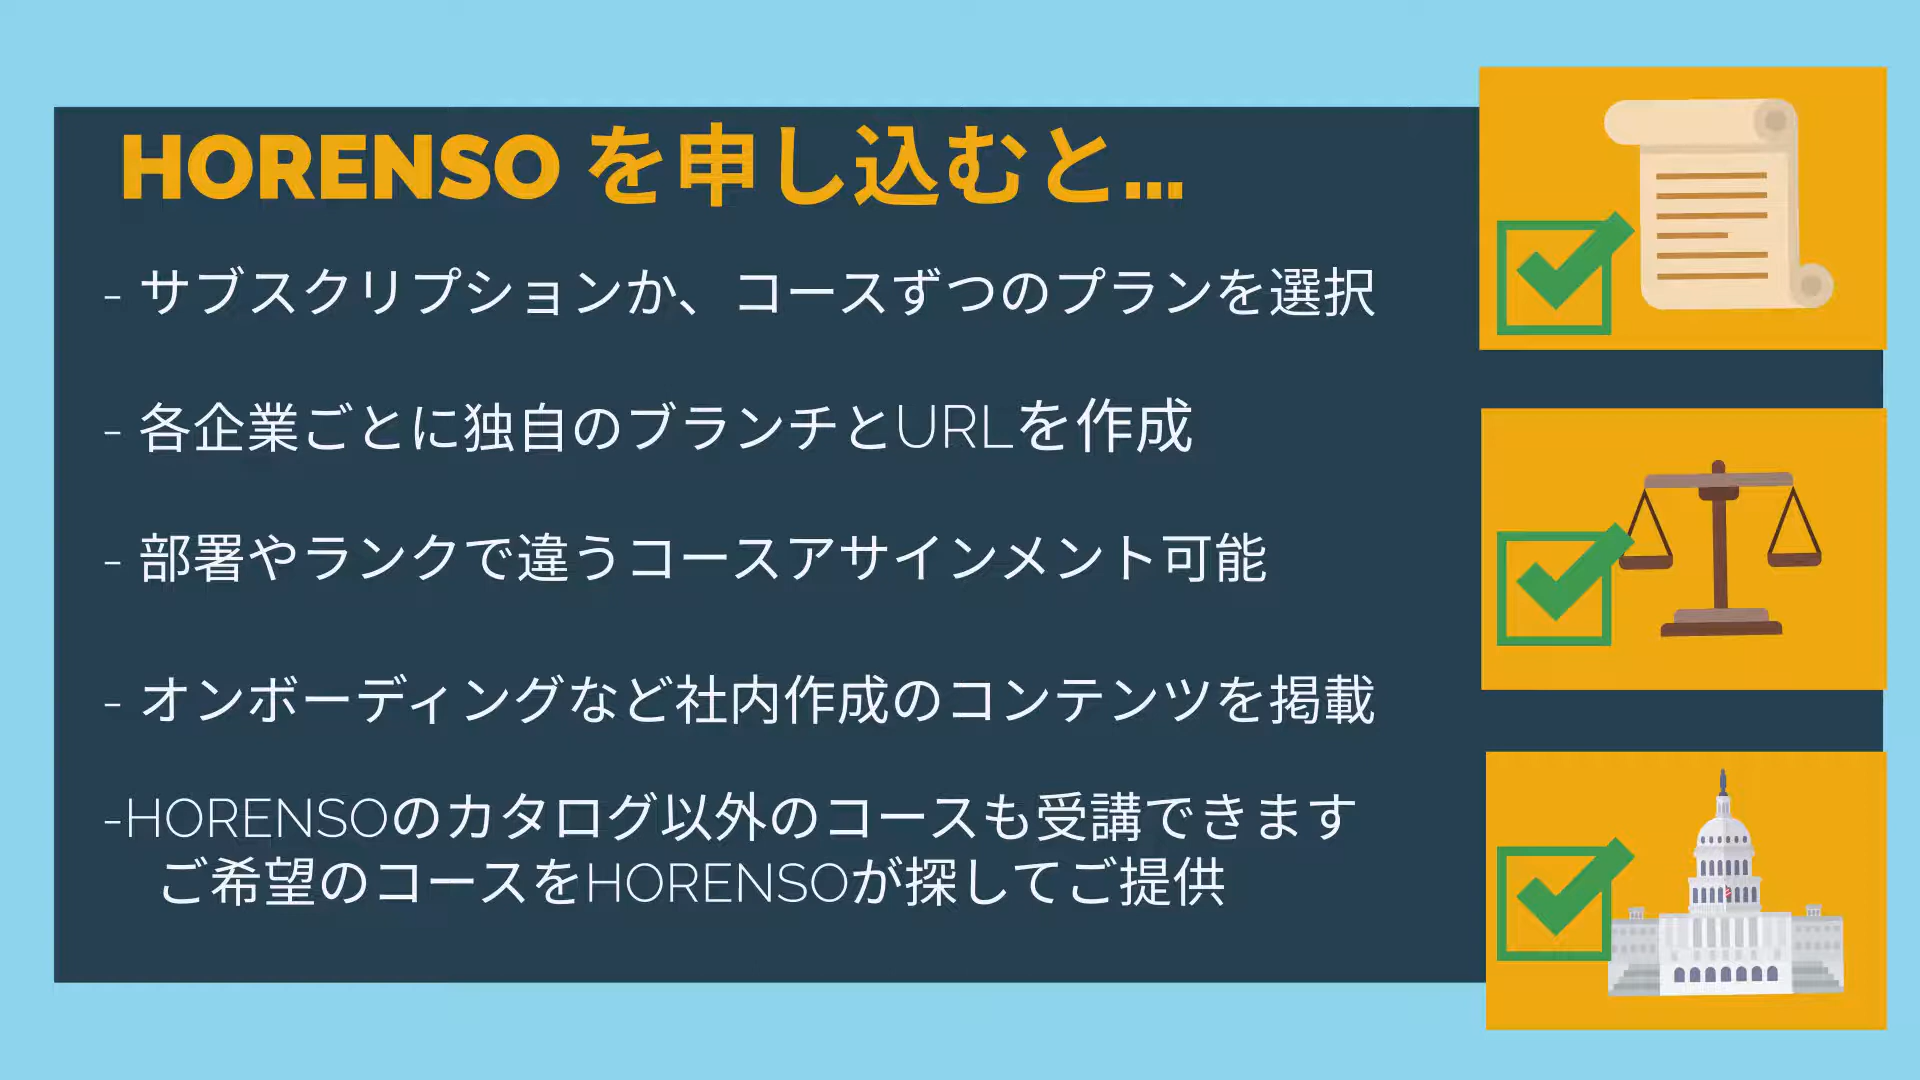 HORENSO を申し込むと...
- サブスクリプションか、コースずつのプランを選択
- 各企業ごとに独自のブランチとURLを作成
- 部署やランクで違うコースアサインメント可能
- オンボーディングなど社内作成のコンテンツを掲載
-HORENSOのカタログ以外のコースも受講できます
ご希望のコースをHORENSOが探してご提供